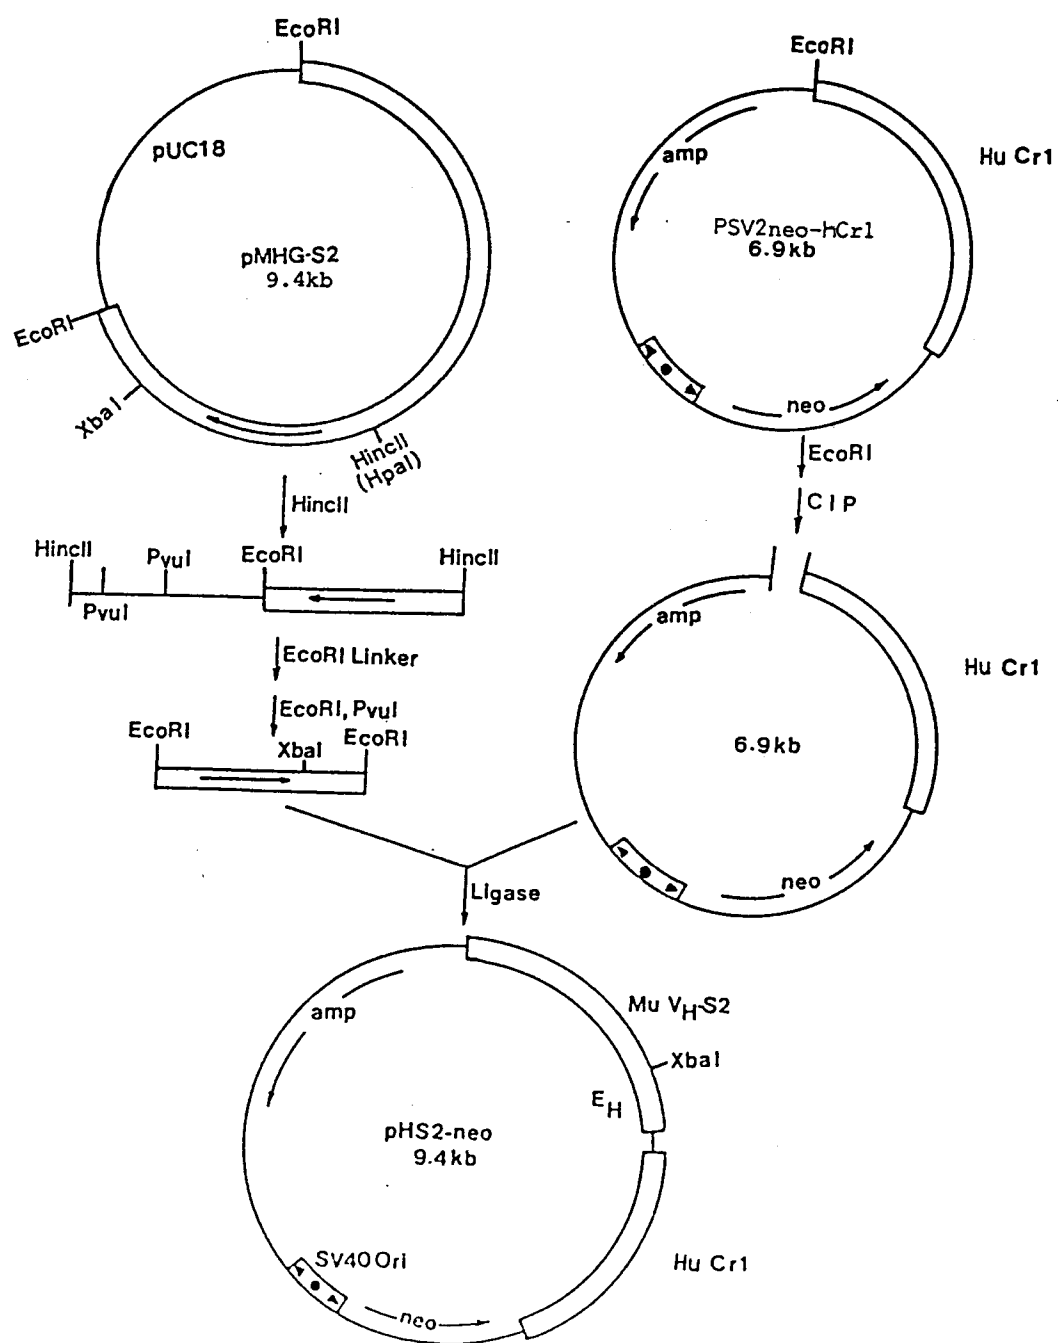 EcoRI
pUC18
pMHG-S2
9.4kb
EcoRI
XbaI
HincII
(HpaI)
EcoRI
amp
Hu Cr1
PSV2neo-hCr1
6.9kb
neo
HincII
EcoRI
CIP
HincII
PvuI
PvuI
EcoRI
HincII
EcoRI Linker
EcoRI, PvuI
EcoRI
XbaI
EcoRI
amp
Hu Cr1
6.9kb
neo
Ligase
amp
Mu VH-S2
XbaI
EH
pHS2-neo
9.4kb
SV40 Ori
neo
Hu Cr1